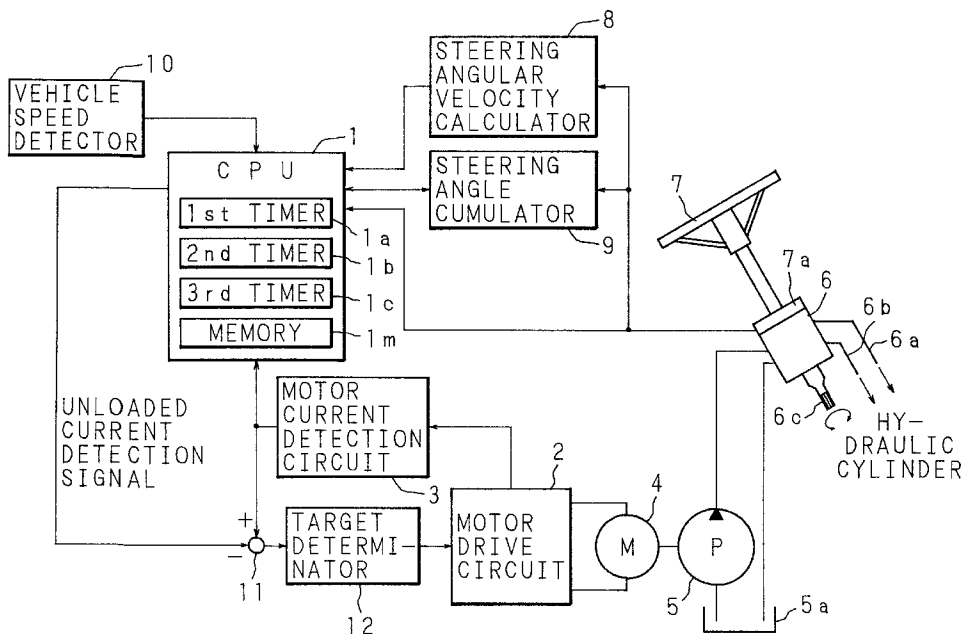 8
STEERING
ANGULAR
VELOCITY
CALCULATOR
10
VEHICLE
SPEED
DETECTOR
1
CPU
1st TIMER
1a
2nd TIMER
1b
3rd TIMER
1c
MEMORY
1m
STEERING
ANGLE
CUMULATOR
9
7
7a
6
6b
6a
6c
HY-
DRAULIC
CYLINDER
UNLOADED
CURRENT
DETECTION
SIGNAL
MOTOR
CURRENT
DETECTION
CIRCUIT
3
2
MOTOR
DRIVE
CIRCUIT
4
M
P
5
5a
+
−
11
TARGET
DETERMI-
NATOR
12